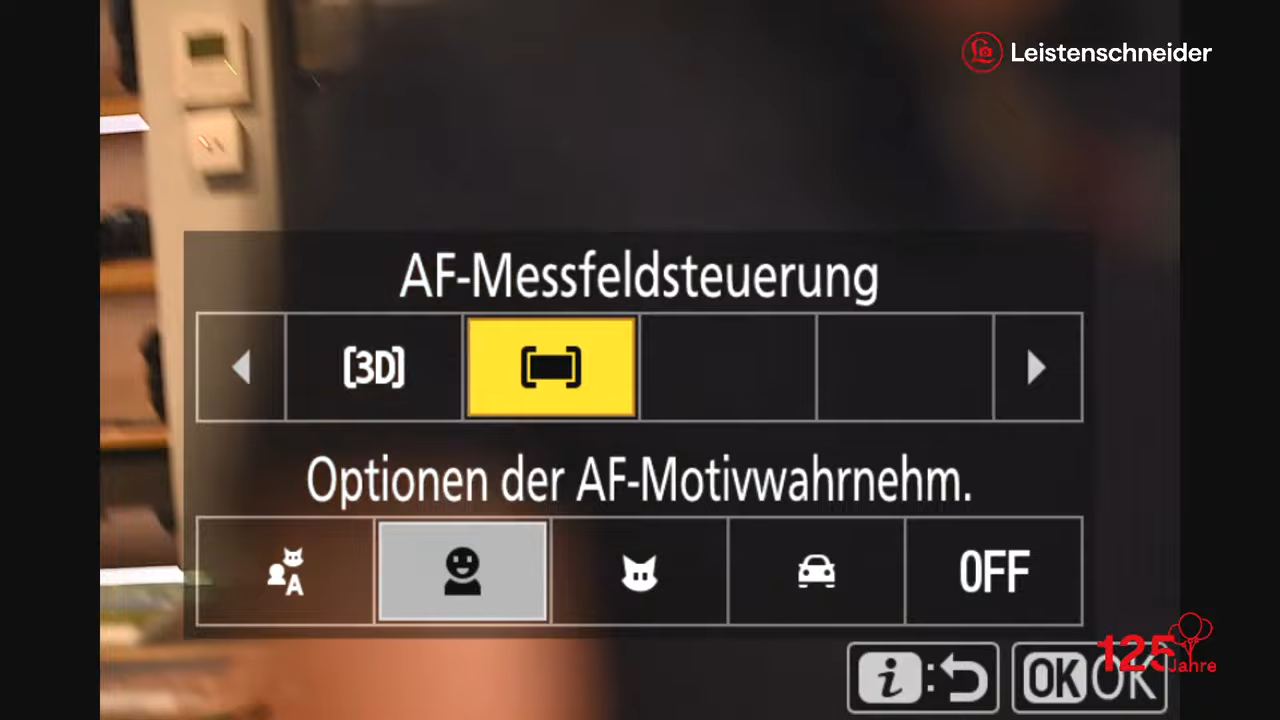 Leistenschneider
AF-Messfeldsteuerung
[3D]
Optionen der AF-Motivwahrnehm.
A OFF
i : OK OK
125 Jahre